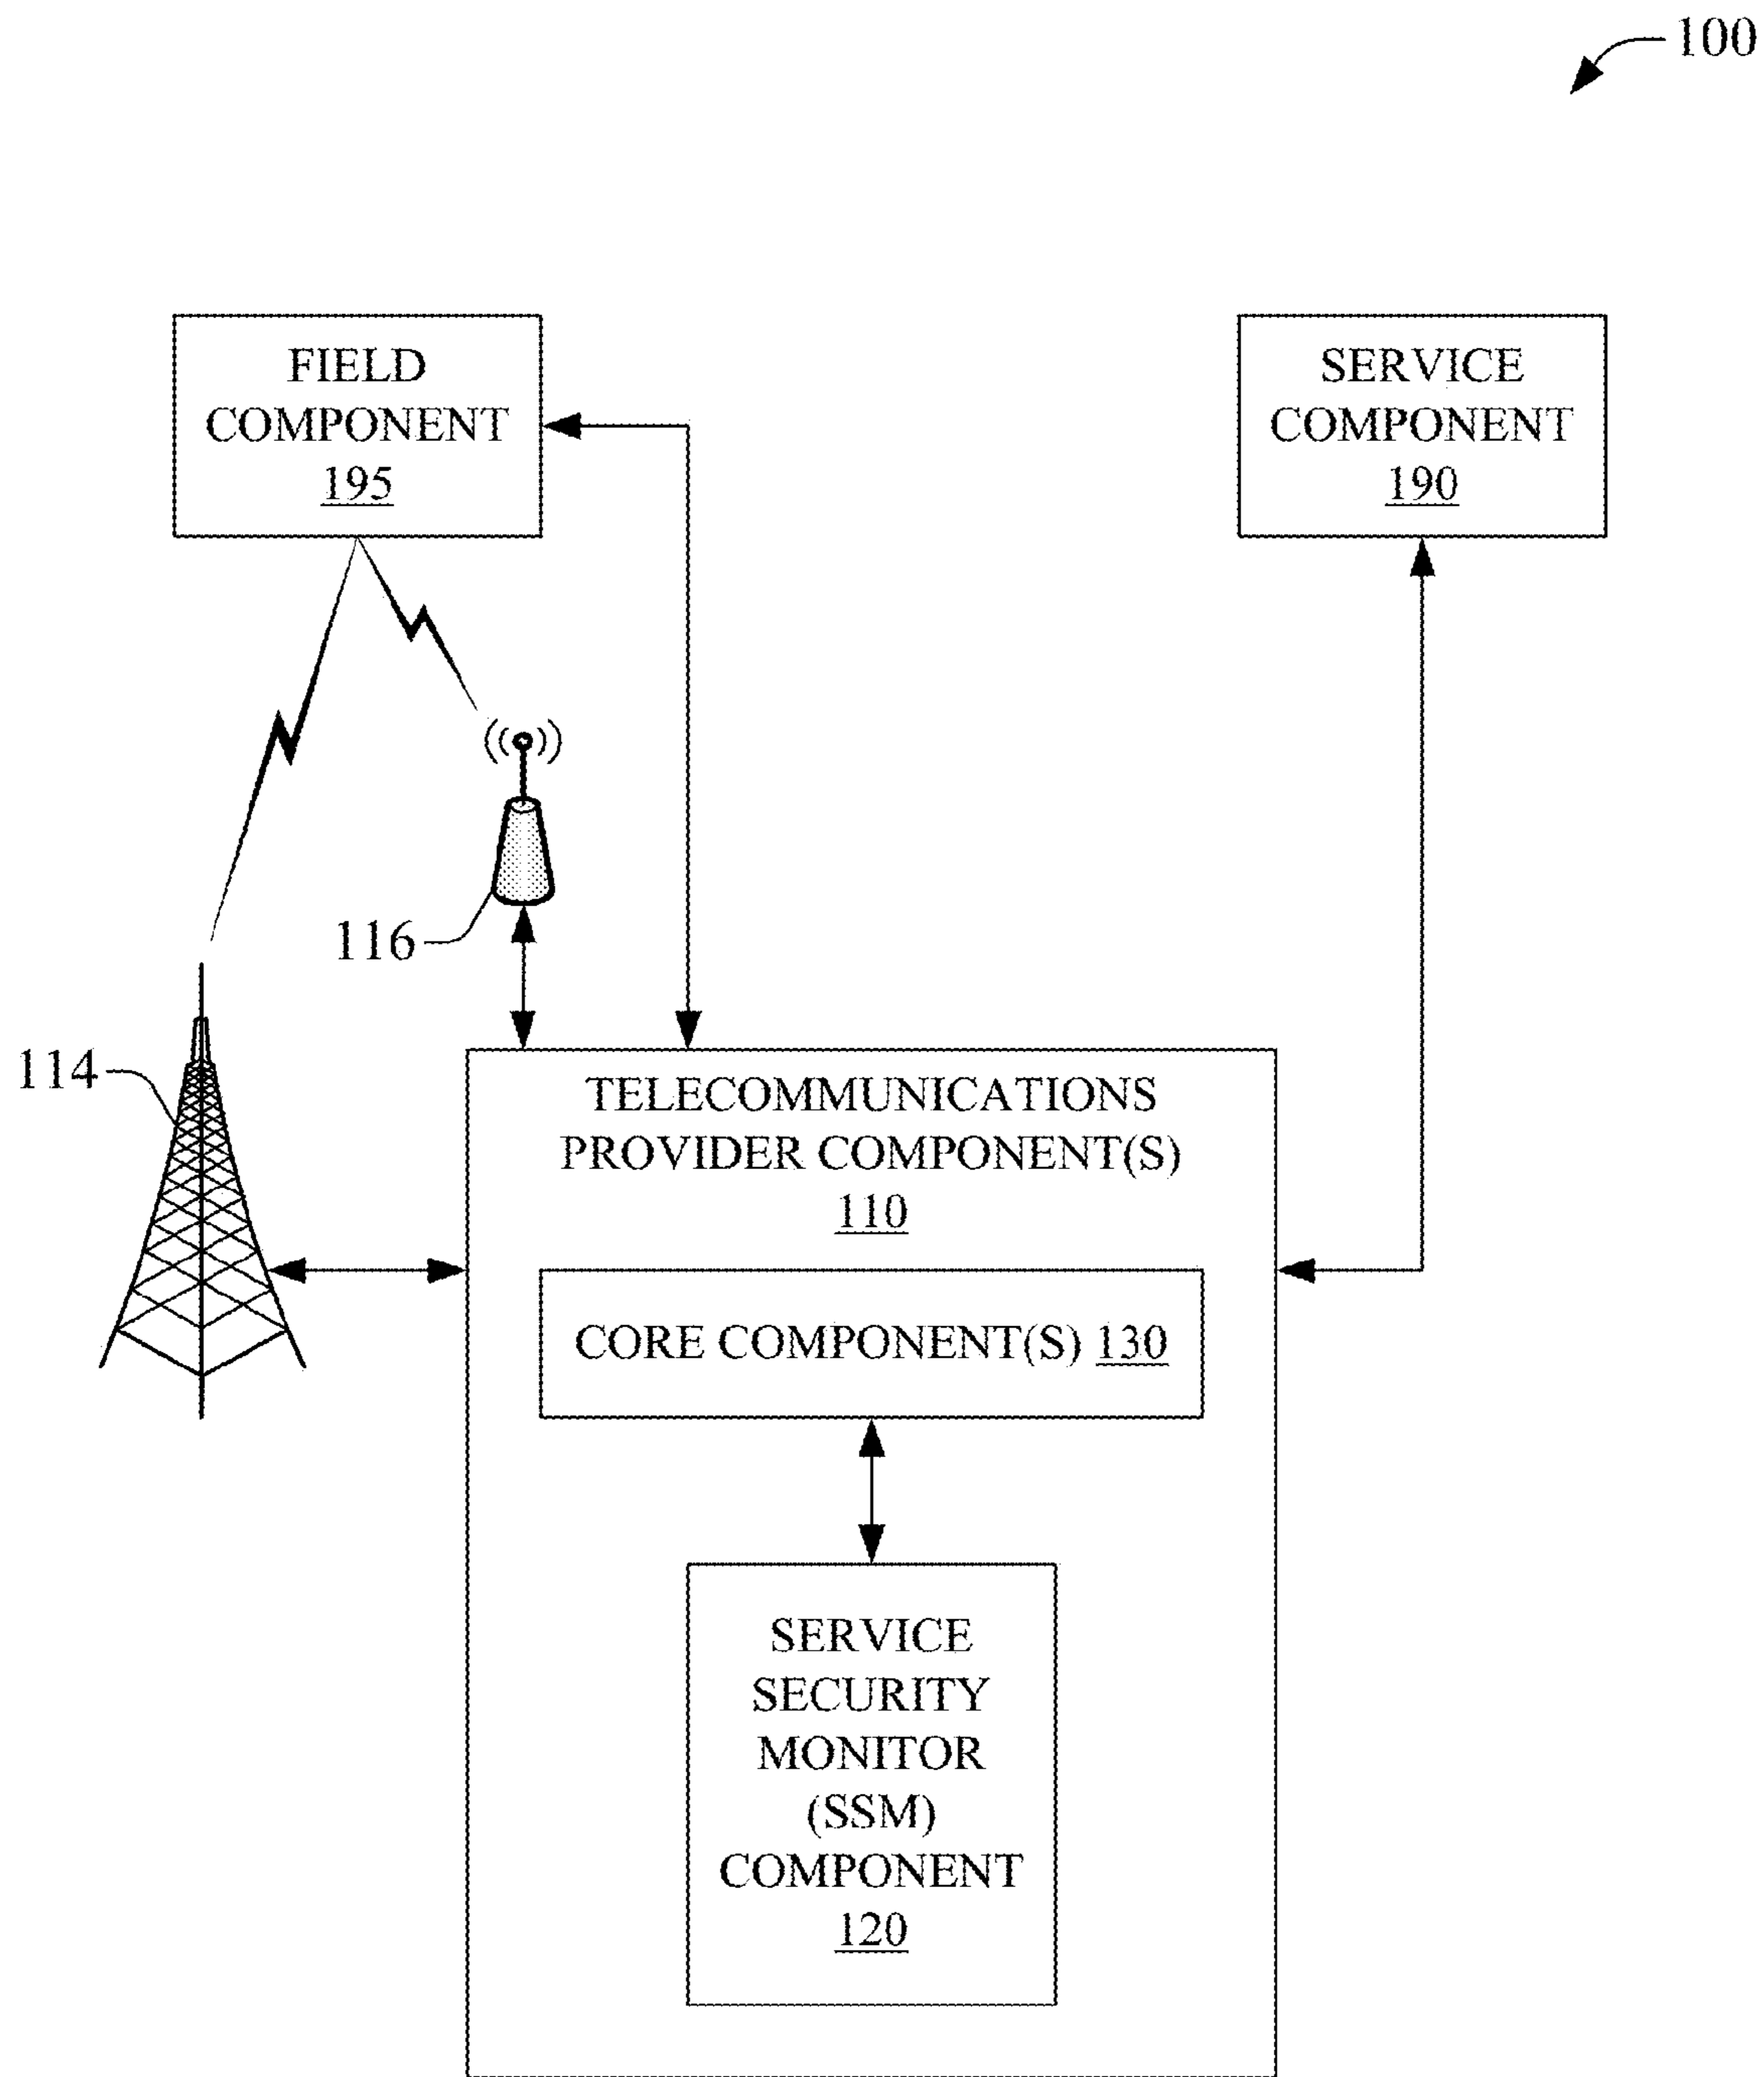 100
FIELD
COMPONENT
195
SERVICE
COMPONENT
190
116
114
TELECOMMUNICATIONS
PROVIDER COMPONENT(S)
110
CORE COMPONENT(S) 130
SERVICE
SECURITY
MONITOR
(SSM)
COMPONENT
120